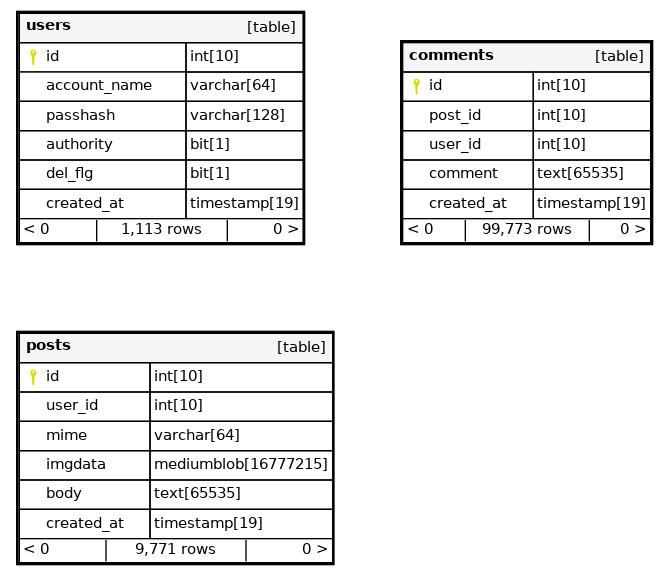 users [table]
id int[10]
account_name varchar[64]
passhash varchar[128]
authority bit[1]
del_flg bit[1]
created_at timestamp[19]
< 0 1,113 rows 0 >
comments [table]
id int[10]
post_id int[10]
user_id int[10]
comment text[65535]
created_at timestamp[19]
< 0 99,773 rows 0 >
posts [table]
id int[10]
user_id int[10]
mime varchar[64]
imgdata mediumblob[16777215]
body text[65535]
created_at timestamp[19]
< 0 9,771 rows 0 >